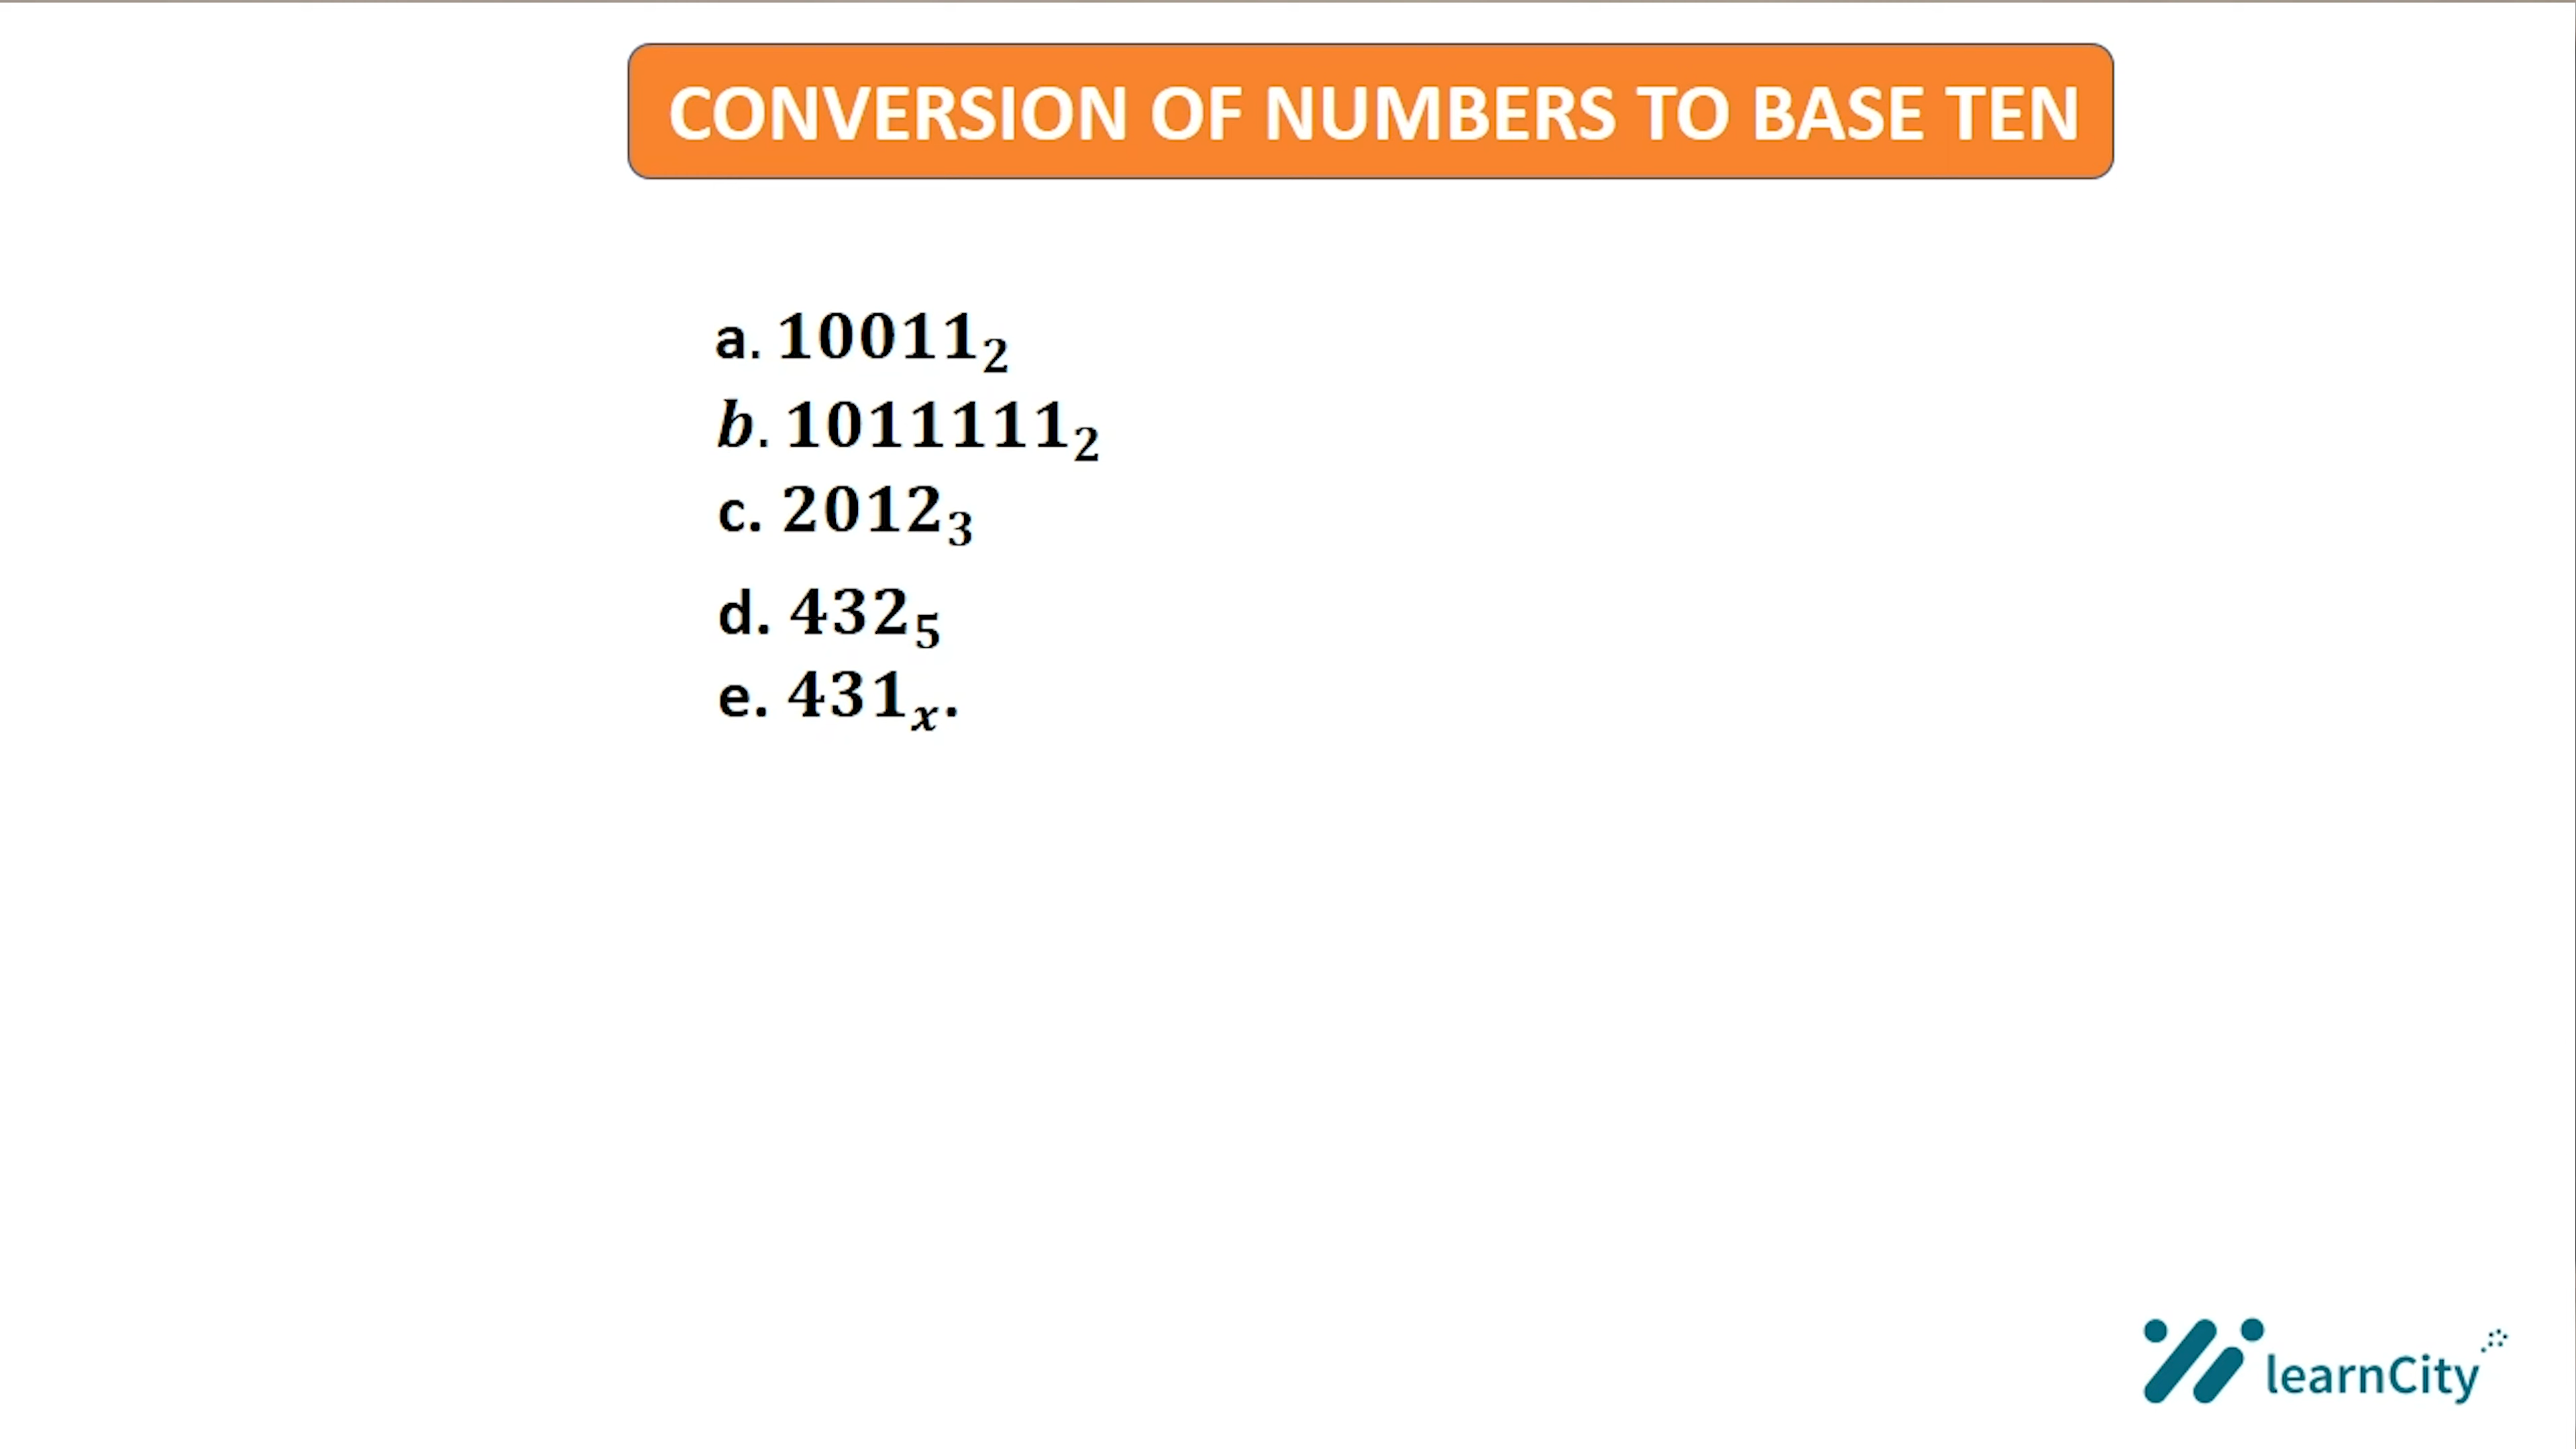 CONVERSION OF NUMBERS TO BASE TEN
a. 10011₂
b. 1011111₂
c. 2012₃
d. 432₅
e. 431ₓ.
learnCity